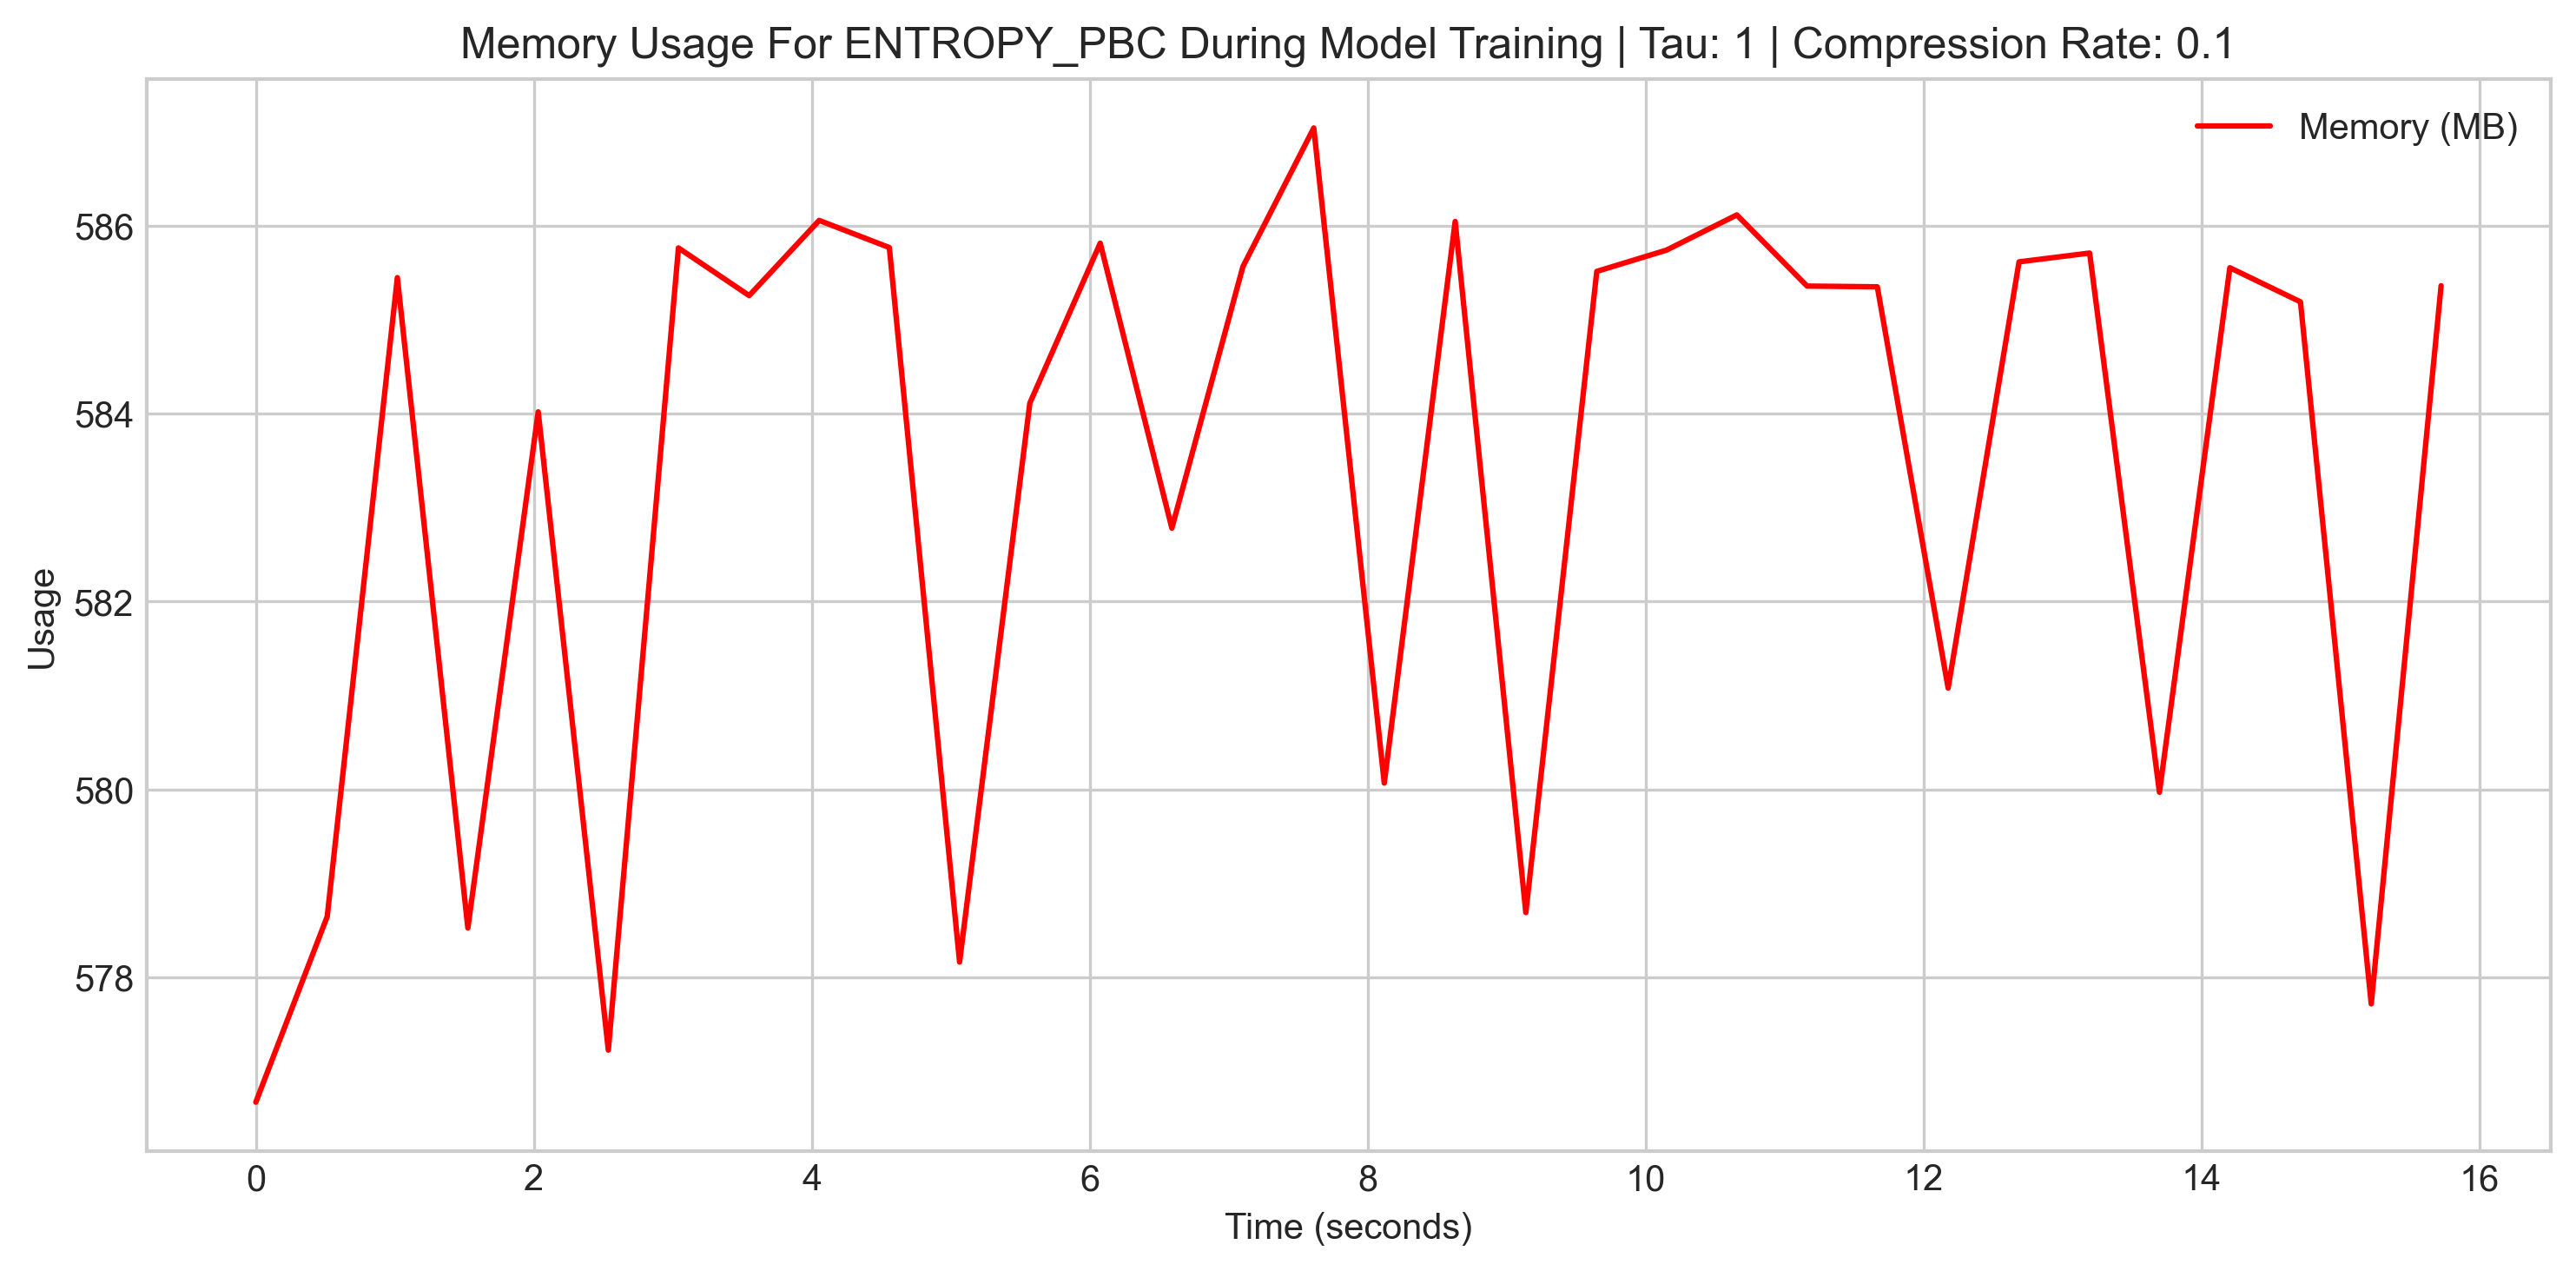 Memory Usage For ENTROPY_PBC During Model Training | Tau: 1 | Compression Rate: 0.1
Memory (MB)
586
584
582
580
578
Usage
0 2 4 6 8 10 12 14 16
Time (seconds)